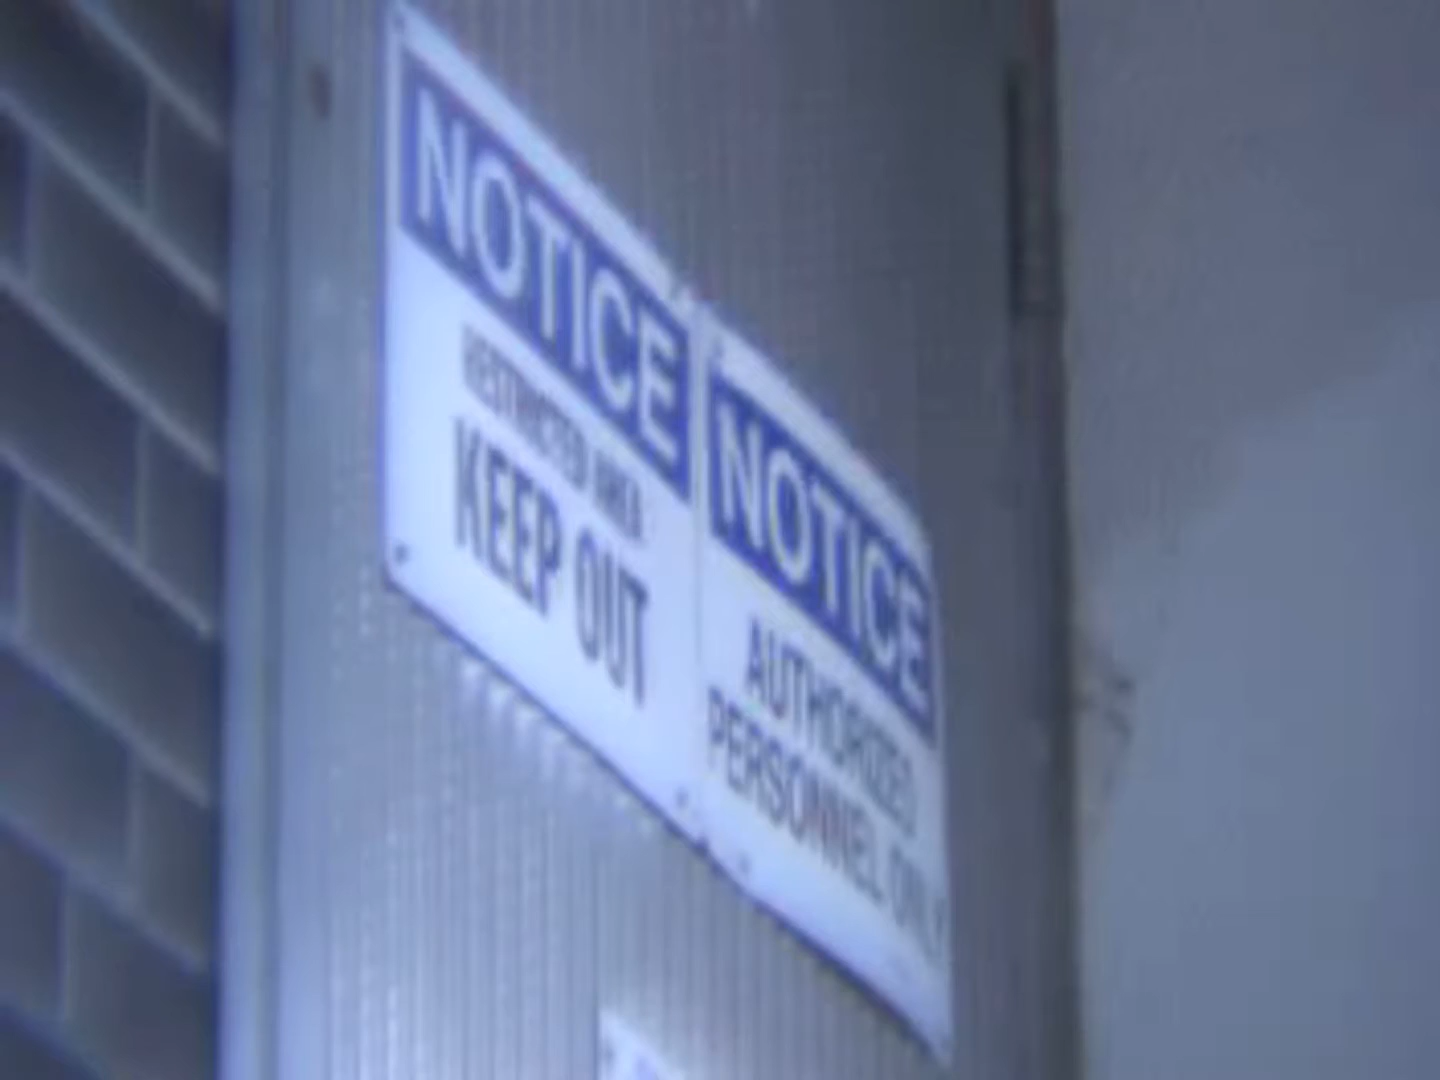 NOTICE
RESTRICTED AREA
KEEP OUT
NOTICE
AUTHORIZED
PERSONNEL ONLY